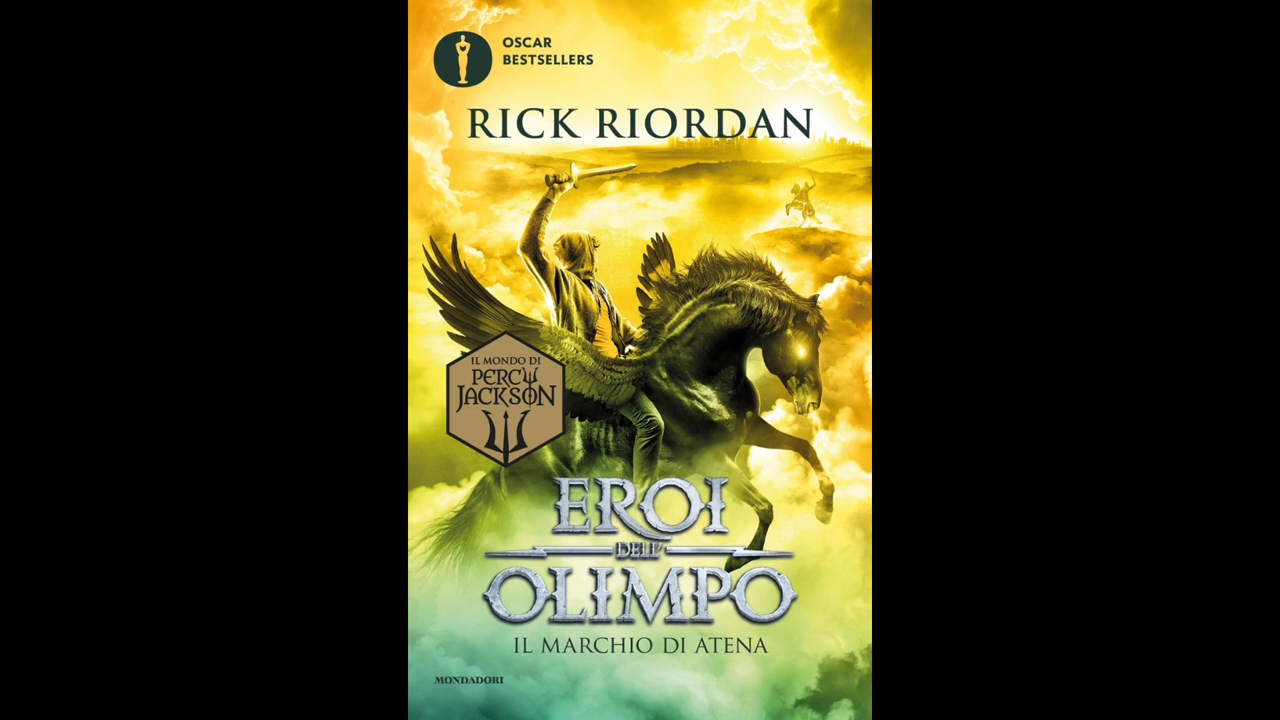 OSCAR
BESTSELLERS
RICK RIORDAN
IL MONDO DI
PERCY
JACKSON
EROI
DELL'
OLIMPO
IL MARCHIO DI ATENA
MONDADORI